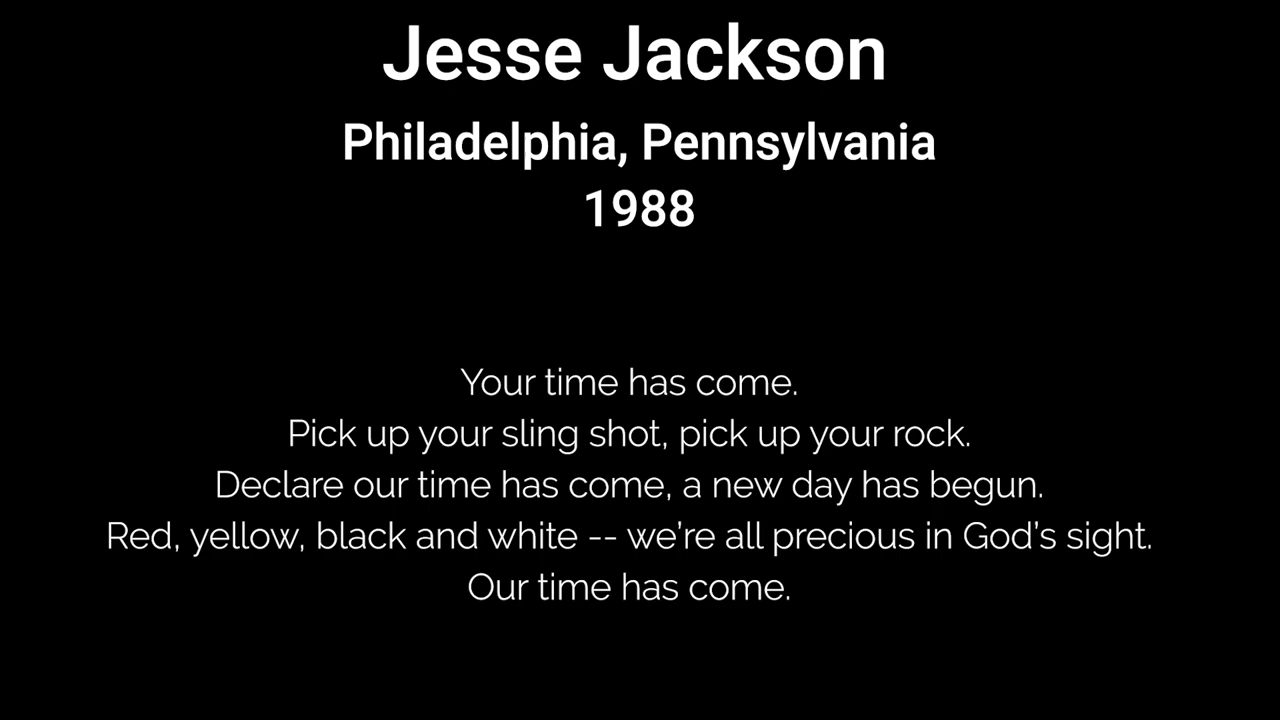 Jesse Jackson
Philadelphia, Pennsylvania
1988
Your time has come.
Pick up your sling shot, pick up your rock.
Declare our time has come, a new day has begun.
Red, yellow, black and white -- we’re all precious in God’s sight.
Our time has come.